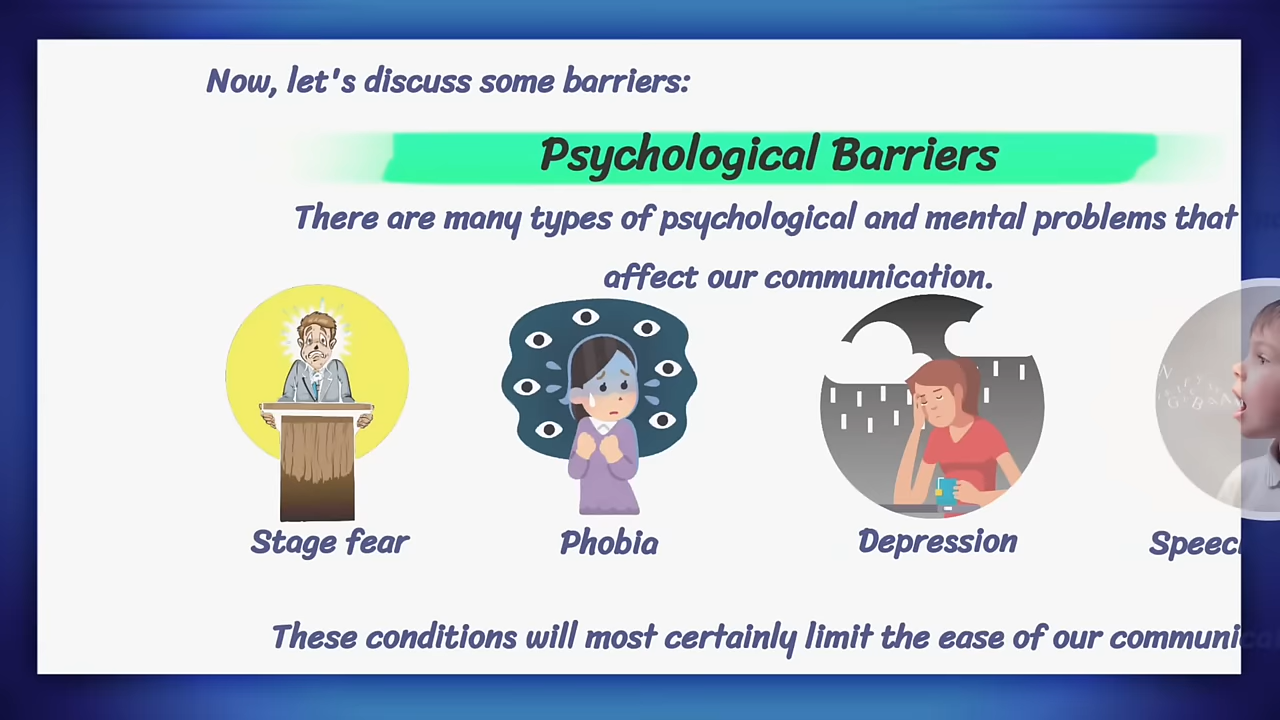 Now, let's discuss some barriers:
Psychological Barriers
There are many types of psychological and mental problems that
affect our communication.
Stage fear
Phobia
Depression
These conditions will most certainly limit the ease of our